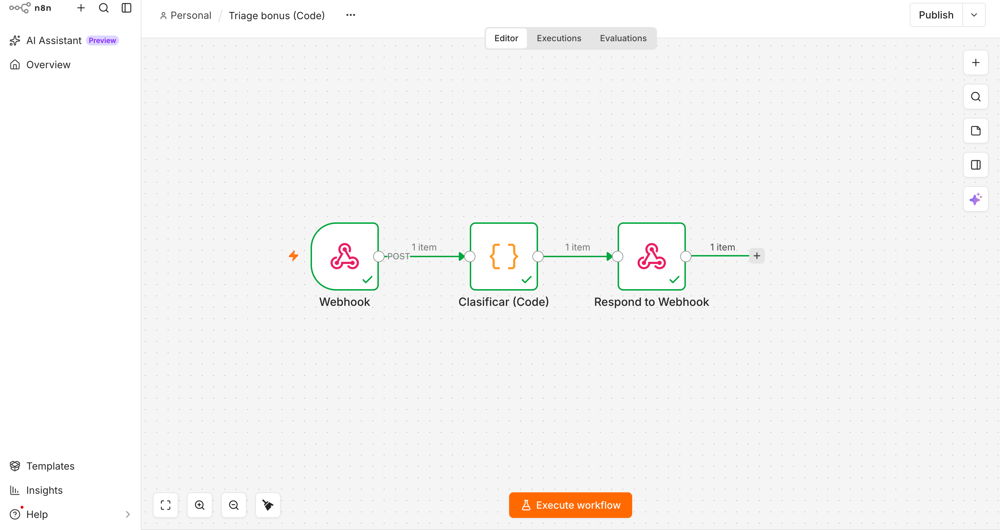 n8n
AI Assistant Preview
Overview
Templates
Insights
Help
Personal / Triage bonus (Code)
Publish
Editor Executions Evaluations
POST 1 item 1 item 1 item
Webhook Clasificar (Code) Respond to Webhook
Execute workflow